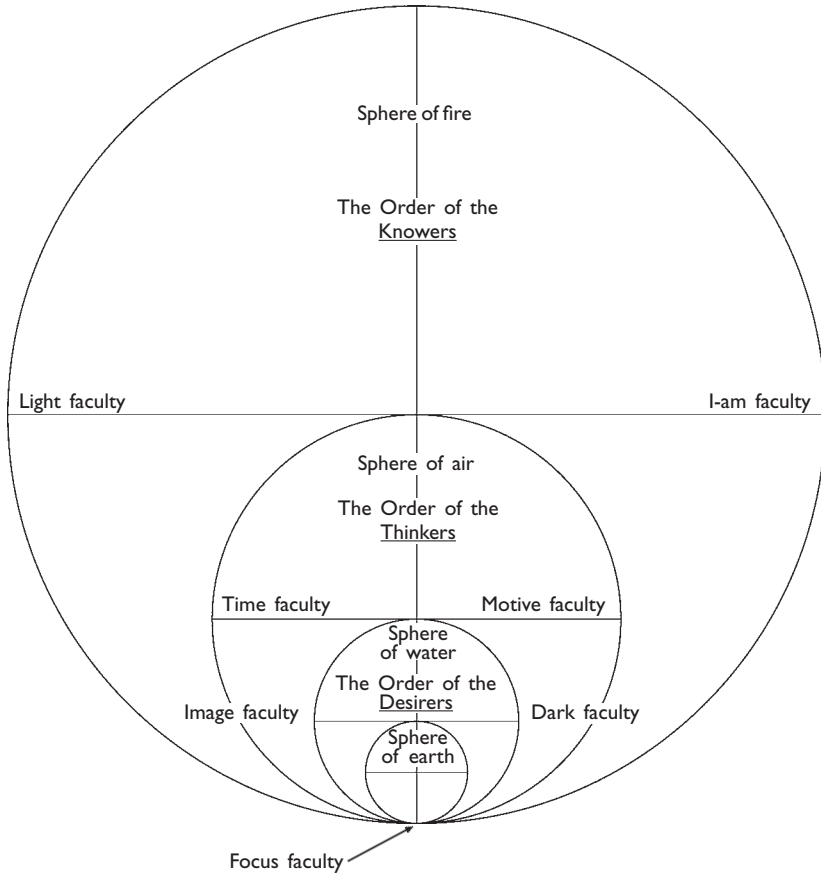 Sphere of fire
The Order of the
Knowers
Light faculty
I-am faculty
Sphere of air
The Order of the
Thinkers
Time faculty
Motive faculty
Sphere
of water
The Order of the
Desirers
Image faculty
Dark faculty
Sphere
of earth
Focus faculty